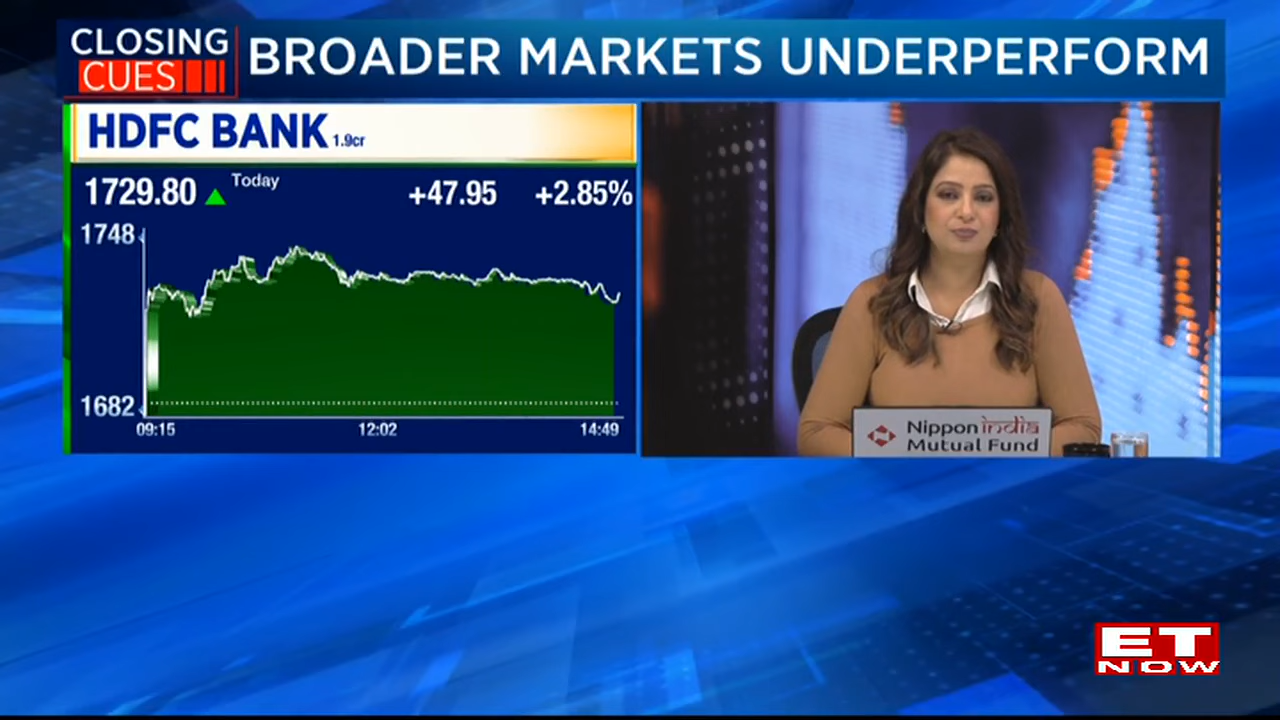 CLOSING
CUES
BROADER MARKETS UNDERPERFORM
HDFC BANK 1.9cr
1729.80 Today +47.95 +2.85%
1748
1682
09:15 12:02 14:49
Nippon india
Mutual Fund
ET
NOW